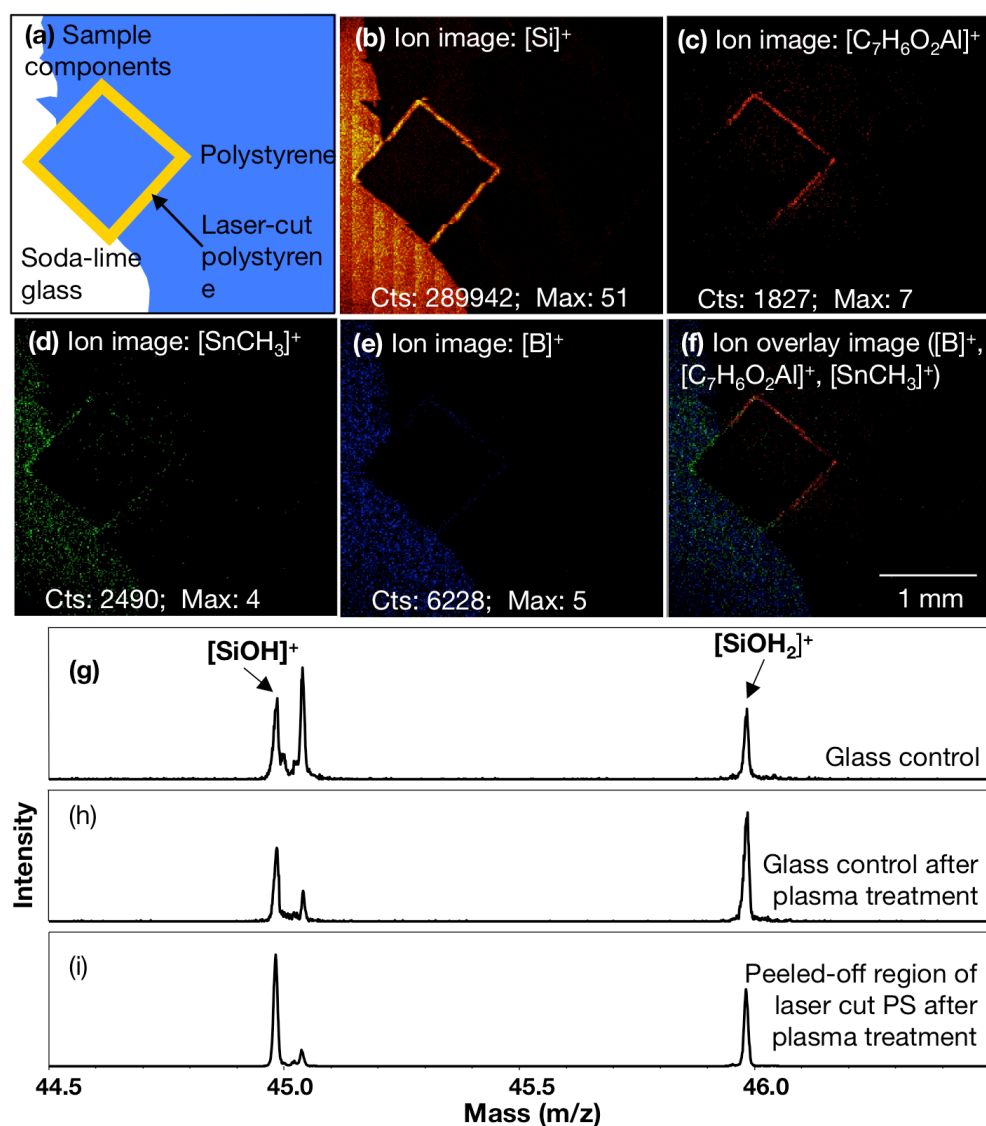 (a) Sample
components
Polystyrene
Laser-cut
polystyren
e
Soda-lime
glass
(b) Ion image: [Si]⁺
Cts: 289942; Max: 51
(c) Ion image: [C₇H₆O₂Al]⁺
Cts: 1827; Max: 7
(d) Ion image: [SnCH₃]⁺
Cts: 2490; Max: 4
(e) Ion image: [B]⁺
Cts: 6228; Max: 5
(f) Ion overlay image ([B]⁺,
[C₇H₆O₂Al]⁺, [SnCH₃]⁺)
1 mm
Intensity
(g)
[SiOH]⁺
[SiOH₂]⁺
Glass control
(h)
Glass control after
plasma treatment
(i)
Peeled-off region of
laser cut PS after
plasma treatment
44.5 45.0 45.5 46.0
Mass (m/z)